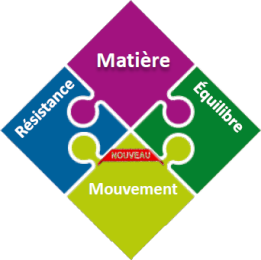 Matière
Résistance
Équilibre
NOUVEAU
Mouvement